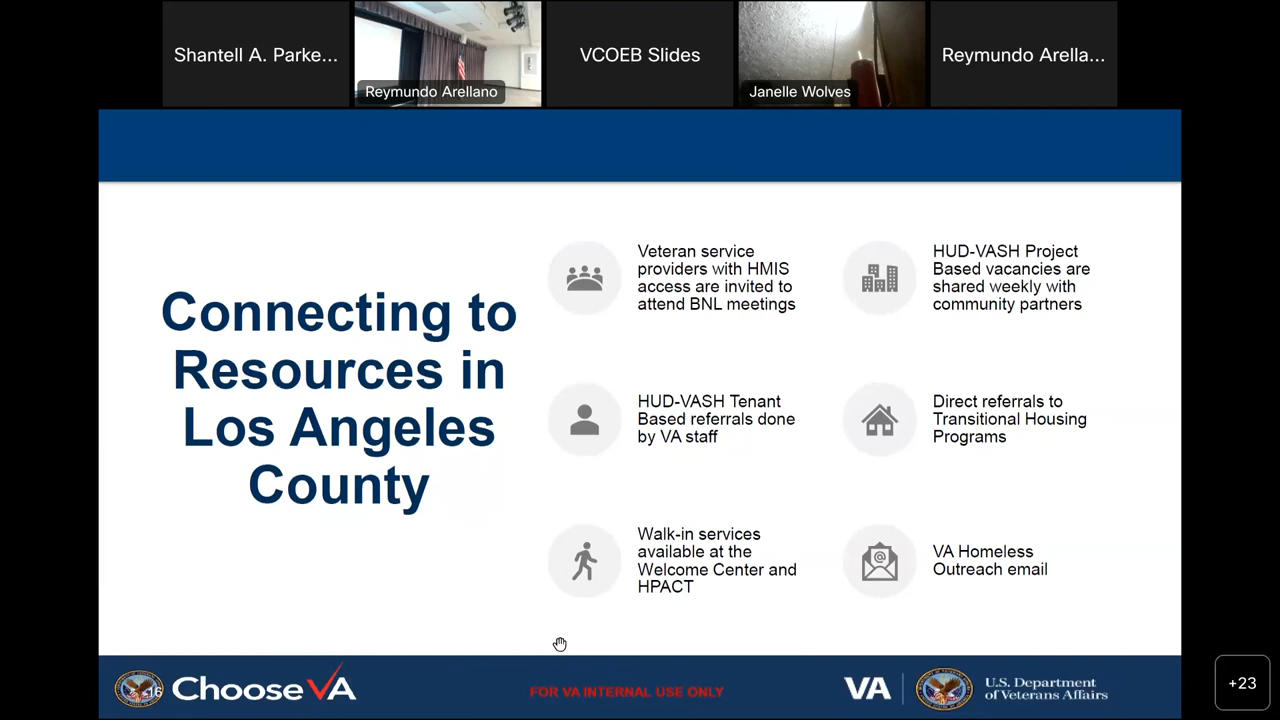 Shantell A. Parke...
Reymundo Arellano
VCOEB Slides
Janelle Wolves
Reymundo Arella...
Connecting to
Resources in
Los Angeles
County
Veteran service
providers with HMIS
access are invited to
attend BNL meetings
HUD-VASH Project
Based vacancies are
shared weekly with
community partners
HUD-VASH Tenant
Based referrals done
by VA staff
Direct referrals to
Transitional Housing
Programs
Walk-in services
available at the
Welcome Center and
HPACT
@
VA Homeless
Outreach email
16
Choose VA
FOR VA INTERNAL USE ONLY
VA
U.S. Department
of Veterans Affairs
+23